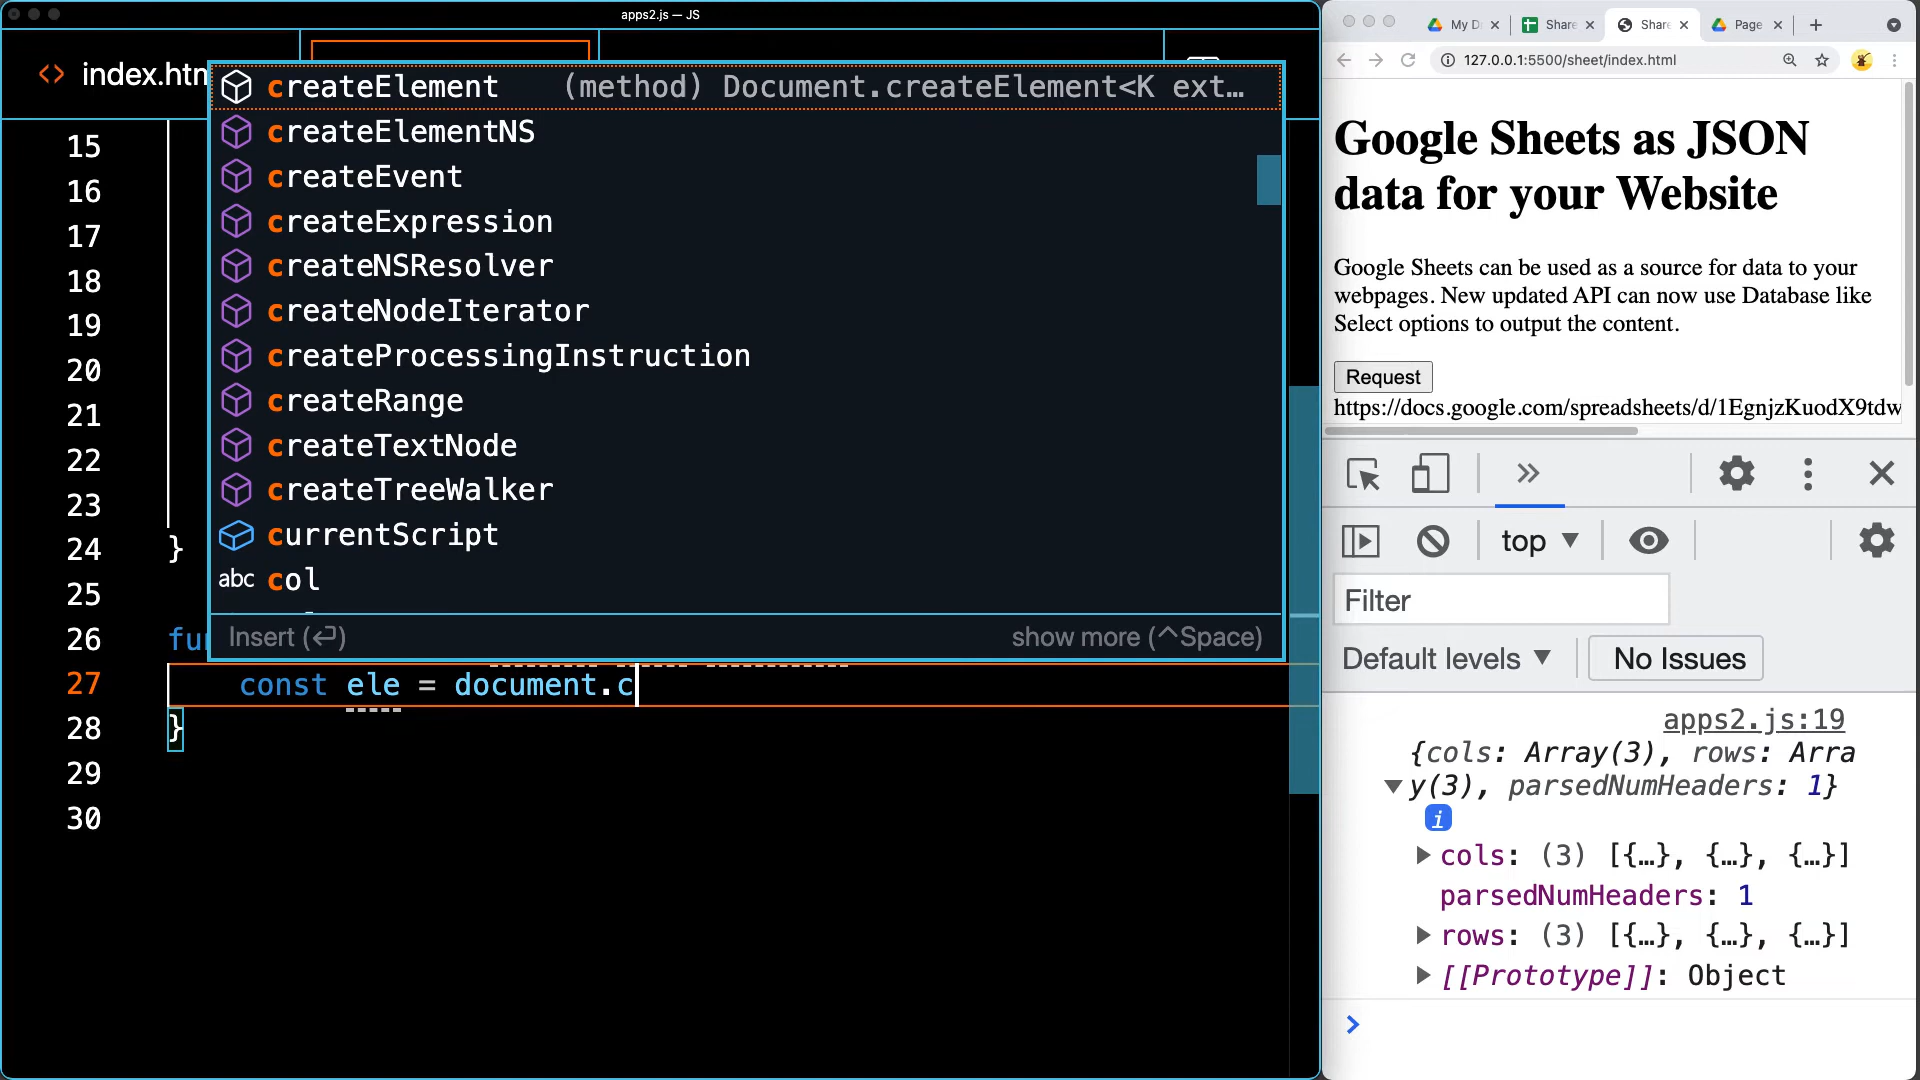 apps2.js — JS
index.htm
createElement (method) Document.createElement<K ext…
createElementNS
createEvent
createExpression
createNSResolver
createNodeIterator
createProcessingInstruction
createRange
createTextNode
createTreeWalker
currentScript
abc col
Insert (⏎) show more (^Space)
15
16
17
18
19
20
21
22
23
24 }
25
26 fun
27 const ele = document.c
28 }
29
30
My D
Share
Share
Page
127.0.0.1:5500/sheet/index.html
Google Sheets as JSON
data for your Website
Google Sheets can be used as a source for data to your
webpages. New updated API can now use Database like
Select options to output the content.
Request
https://docs.google.com/spreadsheets/d/1EgnjzKuodX9tdw
top
Filter
Default levels
No Issues
apps2.js:19
{cols: Array(3), rows: Arra
y(3), parsedNumHeaders: 1}
i
cols: (3) [{…}, {…}, {…}]
parsedNumHeaders: 1
rows: (3) [{…}, {…}, {…}]
[[Prototype]]: Object